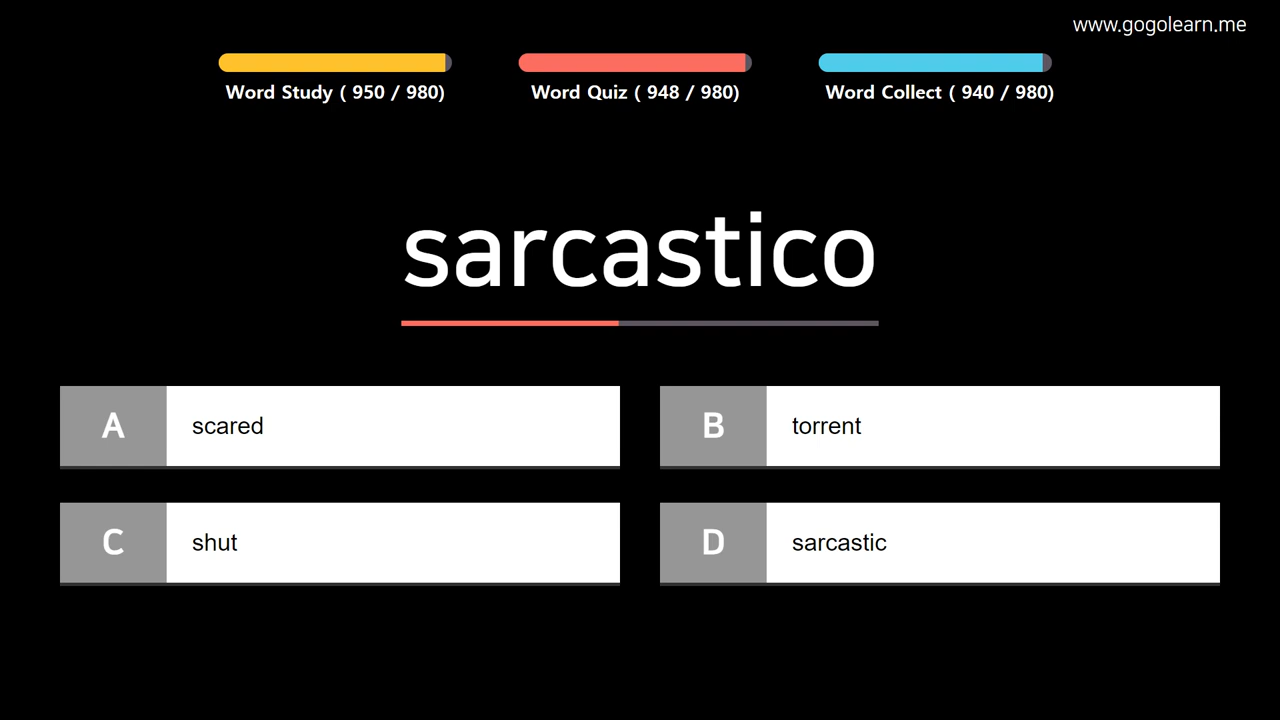 www.gogolearn.me
Word Study ( 950 / 980)
Word Quiz ( 948 / 980)
Word Collect ( 940 / 980)
sarcastico
A scared
B torrent
C shut
D sarcastic